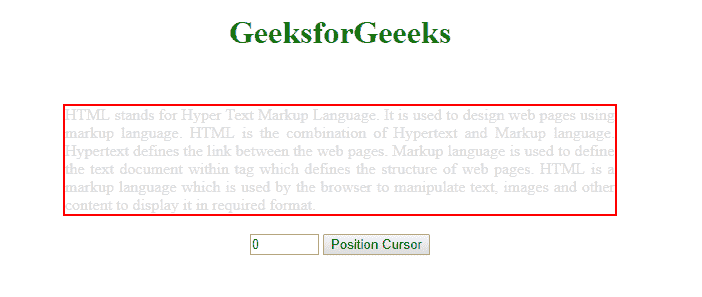 GeeksforGeeeks
HTML stands for Hyper Text Markup Language. It is used to design web pages using
markup language. HTML is the combination of Hypertext and Markup language.
Hypertext defines the link between the web pages. Markup language is used to define
the text document within tag which defines the structure of web pages. HTML is a
markup language which is used by the browser to manipulate text, images and other
content to display it in required format.
0 Position Cursor